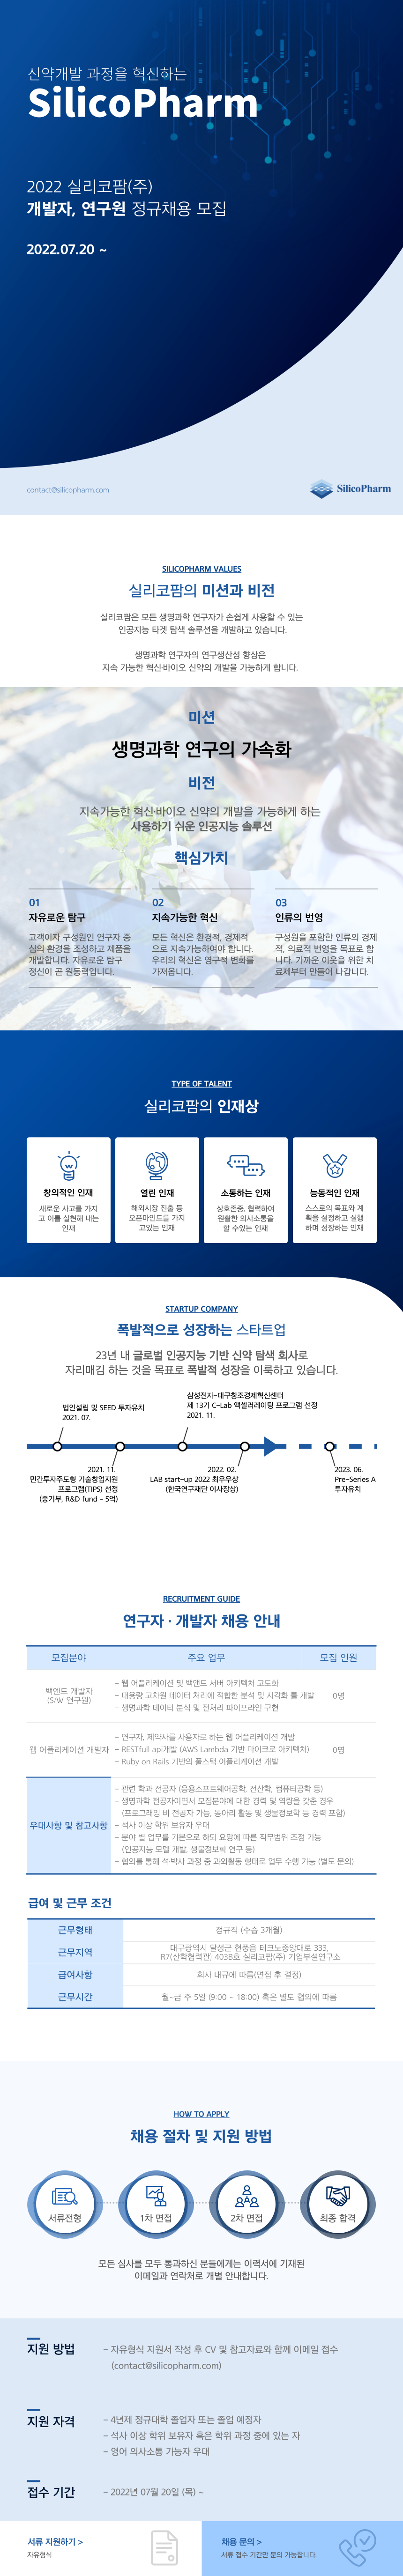 신약개발 과정을 혁신하는
SilicoPharm
2022 실리코팜(주)
개발자, 연구원 정규채용 모집
2022.07.20 ~
contact@silicopharm.com
SilicoPharm
SILICOPHARM VALUES
실리코팜의 미션과 비전
실리코팜은 모든 생명과학 연구자가 손쉽게 사용할 수 있는
인공지능 타겟 탐색 솔루션을 개발하고 있습니다.
생명과학 연구자의 연구생산성 향상은
지속 가능한 혁신·바이오 신약의 개발을 가능하게 합니다.
미션
생명과학 연구의 가속화
비전
지속가능한 혁신·바이오 신약의 개발을 가능하게 하는
사용하기 쉬운 인공지능 솔루션
핵심가치
01
자유로운 탐구
고객이자 구성원인 연구자 중
심의 환경을 조성하고 제품을
개발합니다. 자유로운 탐구
정신이 곧 원동력입니다.
02
지속가능한 혁신
모든 혁신은 환경적, 경제적
으로 지속가능하여야 합니다.
우리의 혁신은 영구적 변화를
가져옵니다.
03
인류의 번영
구성원을 포함한 인류의 경제
적, 의료적 번영을 목표로 합
니다. 가까운 이웃을 위한 치
료제부터 만들어 나갑니다.
TYPE OF TALENT
실리코팜의 인재상
창의적인 인재
새로운 사고를 가지
고 이를 실현해 내는
인재
열린 인재
해외시장 진출 등
오픈마인드를 가지
고있는 인재
소통하는 인재
상호존중, 협력하여
원활한 의사소통을
할 수있는 인재
능동적인 인재
스스로의 목표와 계
획을 설정하고 실행
하며 성장하는 인재
STARTUP COMPANY
폭발적으로 성장하는 스타트업
23년 내 글로벌 인공지능 기반 신약 탐색 회사로
자리매김 하는 것을 목표로 폭발적 성장을 이룩하고 있습니다.
법인설립 및 SEED 투자유치
2021. 07.
삼성전자-대구창조경제혁신센터
제 13기 C-Lab 액셀러레이팅 프로그램 선정
2021. 11.
2021. 11.
민간투자주도형 기술창업지원
프로그램(TIPS) 선정
(중기부, R&D fund - 5억)
2022. 02.
LAB start-up 2022 최우우상
(한국연구재단 이사장상)
2023. 06.
Pre-Series A
투자유치
RECRUITMENT GUIDE
연구자 · 개발자 채용 안내
모집분야 주요 업무 모집 인원
백엔드 개발자
(S/W 연구원)
- 웹 어플리케이션 및 백앤드 서버 아키텍처 고도화
- 대용량 고차원 데이터 처리에 적합한 분석 및 시각화 툴 개발
- 생명과학 데이터 분석 및 전처리 파이프라인 구현
0명
웹 어플리케이션 개발자
- 연구자, 제약사를 사용자로 하는 웹 어플리케이션 개발
- RESTfull api개발 (AWS Lambda 기반 마이크로 아키텍처)
- Ruby on Rails 기반의 풀스택 어플리케이션 개발
0명
우대사항 및 참고사항
- 관련 학과 전공자 (응용소프트웨어공학, 전산학, 컴퓨터공학 등)
- 생명과학 전공자이면서 모집분야에 대한 경력 및 역량을 갖춘 경우
(프로그래밍 비 전공자 가능, 동아리 활동 및 생물정보학 등 경력 포함)
- 석사 이상 학위 보유자 우대
- 분야 별 업무를 기본으로 하되 요망에 따른 직무범위 조정 가능
(인공지능 모델 개발, 생물정보학 연구 등)
- 협의를 통해 석·박사 과정 중 과외활동 형태로 업무 수행 가능 (별도 문의)
급여 및 근무 조건
근무형태 정규직 (수습 3개월)
근무지역
대구광역시 달성군 현풍읍 테크노중앙대로 333,
R7(산학협력관) 403B호 실리코팜(주) 기업부설연구소
급여사항 회사 내규에 따름(면접 후 결정)
근무시간 월-금 주 5일 (9:00 - 18:00) 혹은 별도 협의에 따름
HOW TO APPLY
채용 절차 및 지원 방법
서류전형
1차 면접
2차 면접
최종 합격
모든 심사를 모두 통과하신 분들에게는 이력서에 기재된
이메일과 연락처로 개별 안내합니다.
지원 방법
- 자유형식 지원서 작성 후 CV 및 참고자료와 함께 이메일 접수
(contact@silicopharm.com)
지원 자격
- 4년제 정규대학 졸업자 또는 졸업 예정자
- 석사 이상 학위 보유자 혹은 학위 과정 중에 있는 자
- 영어 의사소통 가능자 우대
접수 기간
- 2022년 07월 20일 (목) ~
서류 지원하기 >
자유형식
채용 문의 >
서류 접수 기간만 문의 가능합니다.